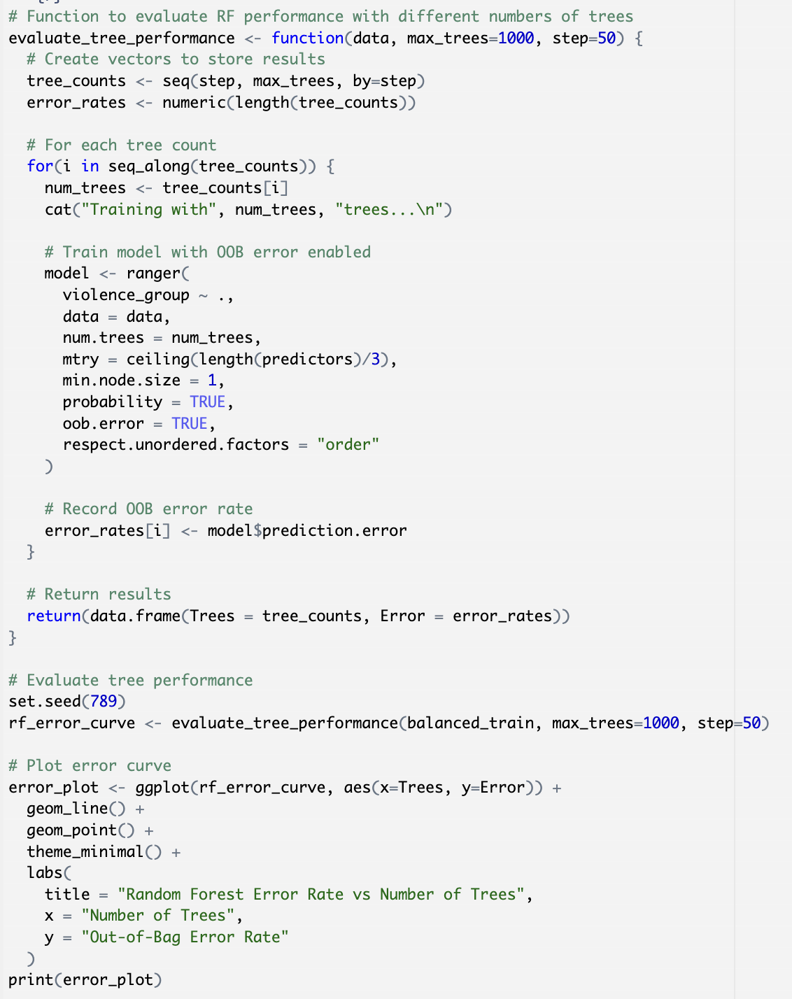 # Function to evaluate RF performance with different numbers of trees
evaluate_tree_performance <- function(data, max_trees=1000, step=50) {
  # Create vectors to store results
  tree_counts <- seq(step, max_trees, by=step)
  error_rates <- numeric(length(tree_counts))

  # For each tree count
  for(i in seq_along(tree_counts)) {
    num_trees <- tree_counts[i]
    cat("Training with", num_trees, "trees...\n")

    # Train model with OOB error enabled
    model <- ranger(
      violence_group ~ .,
      data = data,
      num.trees = num_trees,
      mtry = ceiling(length(predictors)/3),
      min.node.size = 1,
      probability = TRUE,
      oob.error = TRUE,
      respect.unordered.factors = "order"
    )

    # Record OOB error rate
    error_rates[i] <- model$prediction.error
  }

  # Return results
  return(data.frame(Trees = tree_counts, Error = error_rates))
}

# Evaluate tree performance
set.seed(789)
rf_error_curve <- evaluate_tree_performance(balanced_train, max_trees=1000, step=50)

# Plot error curve
error_plot <- ggplot(rf_error_curve, aes(x=Trees, y=Error)) +
  geom_line() +
  geom_point() +
  theme_minimal() +
  labs(
    title = "Random Forest Error Rate vs Number of Trees",
    x = "Number of Trees",
    y = "Out-of-Bag Error Rate"
  )
print(error_plot)